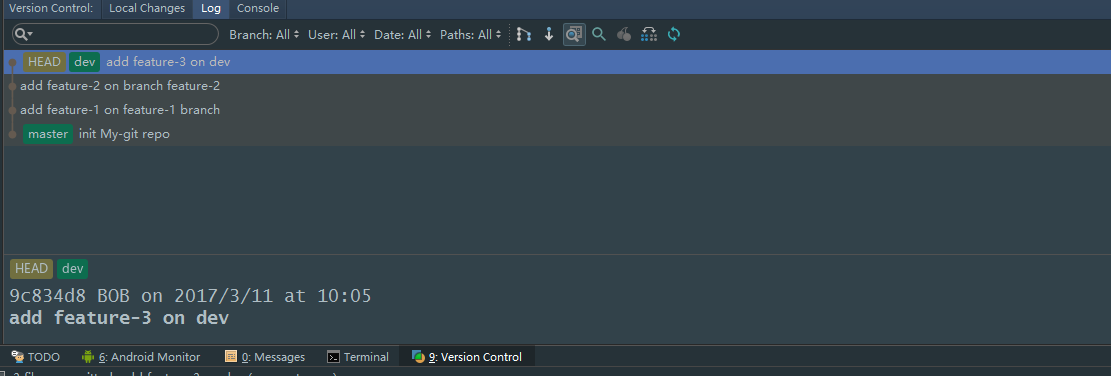 Version Control: Local Changes Log Console
Branch: All User: All Date: All Paths: All
HEAD dev add feature-3 on dev
add feature-2 on branch feature-2
add feature-1 on feature-1 branch
master init My-git repo
HEAD dev
9c834d8 BOB on 2017/3/11 at 10:05
add feature-3 on dev
TODO 6: Android Monitor 0: Messages Terminal 9: Version Control